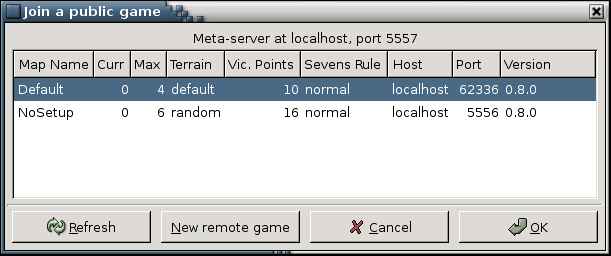 Join a public game
Meta-server at localhost, port 5557
Map Name Curr Max Terrain Vic. Points Sevens Rule Host Port Version
Default 0 4 default 10 normal localhost 62336 0.8.0
NoSetup 0 6 random 16 normal localhost 5556 0.8.0
Refresh New remote game Cancel OK